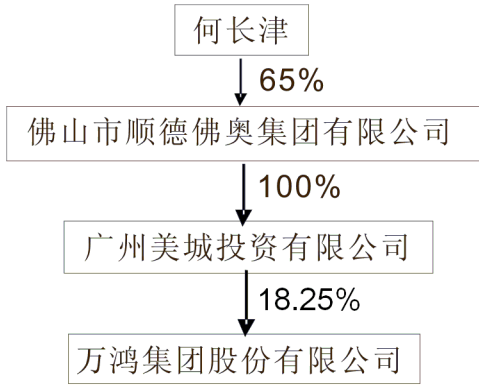 何长津
65%
佛山市顺德佛奥集团有限公司
100%
广州美城投资有限公司
18.25%
万鸿集团股份有限公司